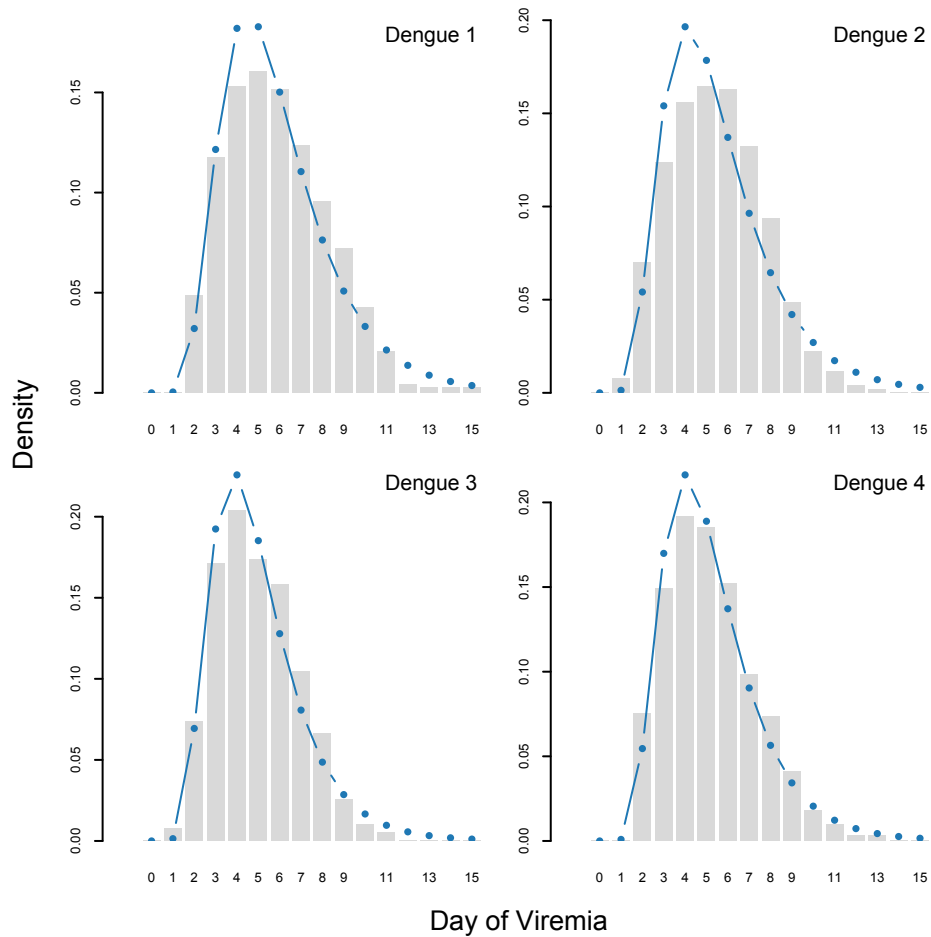 Dengue 1
0.00 0.05 0.10 0.15
0 1 2 3 4 5 6 7 8 9 11 13 15
Dengue 2
0.00 0.05 0.10 0.15 0.20
0 1 2 3 4 5 6 7 8 9 11 13 15
Density
Dengue 3
0.00 0.05 0.10 0.15 0.20
0 1 2 3 4 5 6 7 8 9 11 13 15
Dengue 4
0.00 0.05 0.10 0.15 0.20
0 1 2 3 4 5 6 7 8 9 11 13 15
Day of Viremia